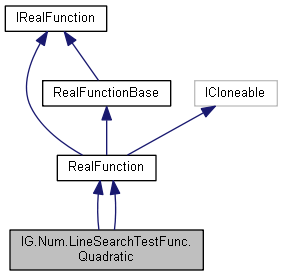 IRealFunction
RealFunctionBase
ICloneable
RealFunction
IG.Num.LineSearchTestFunc.
Quadratic